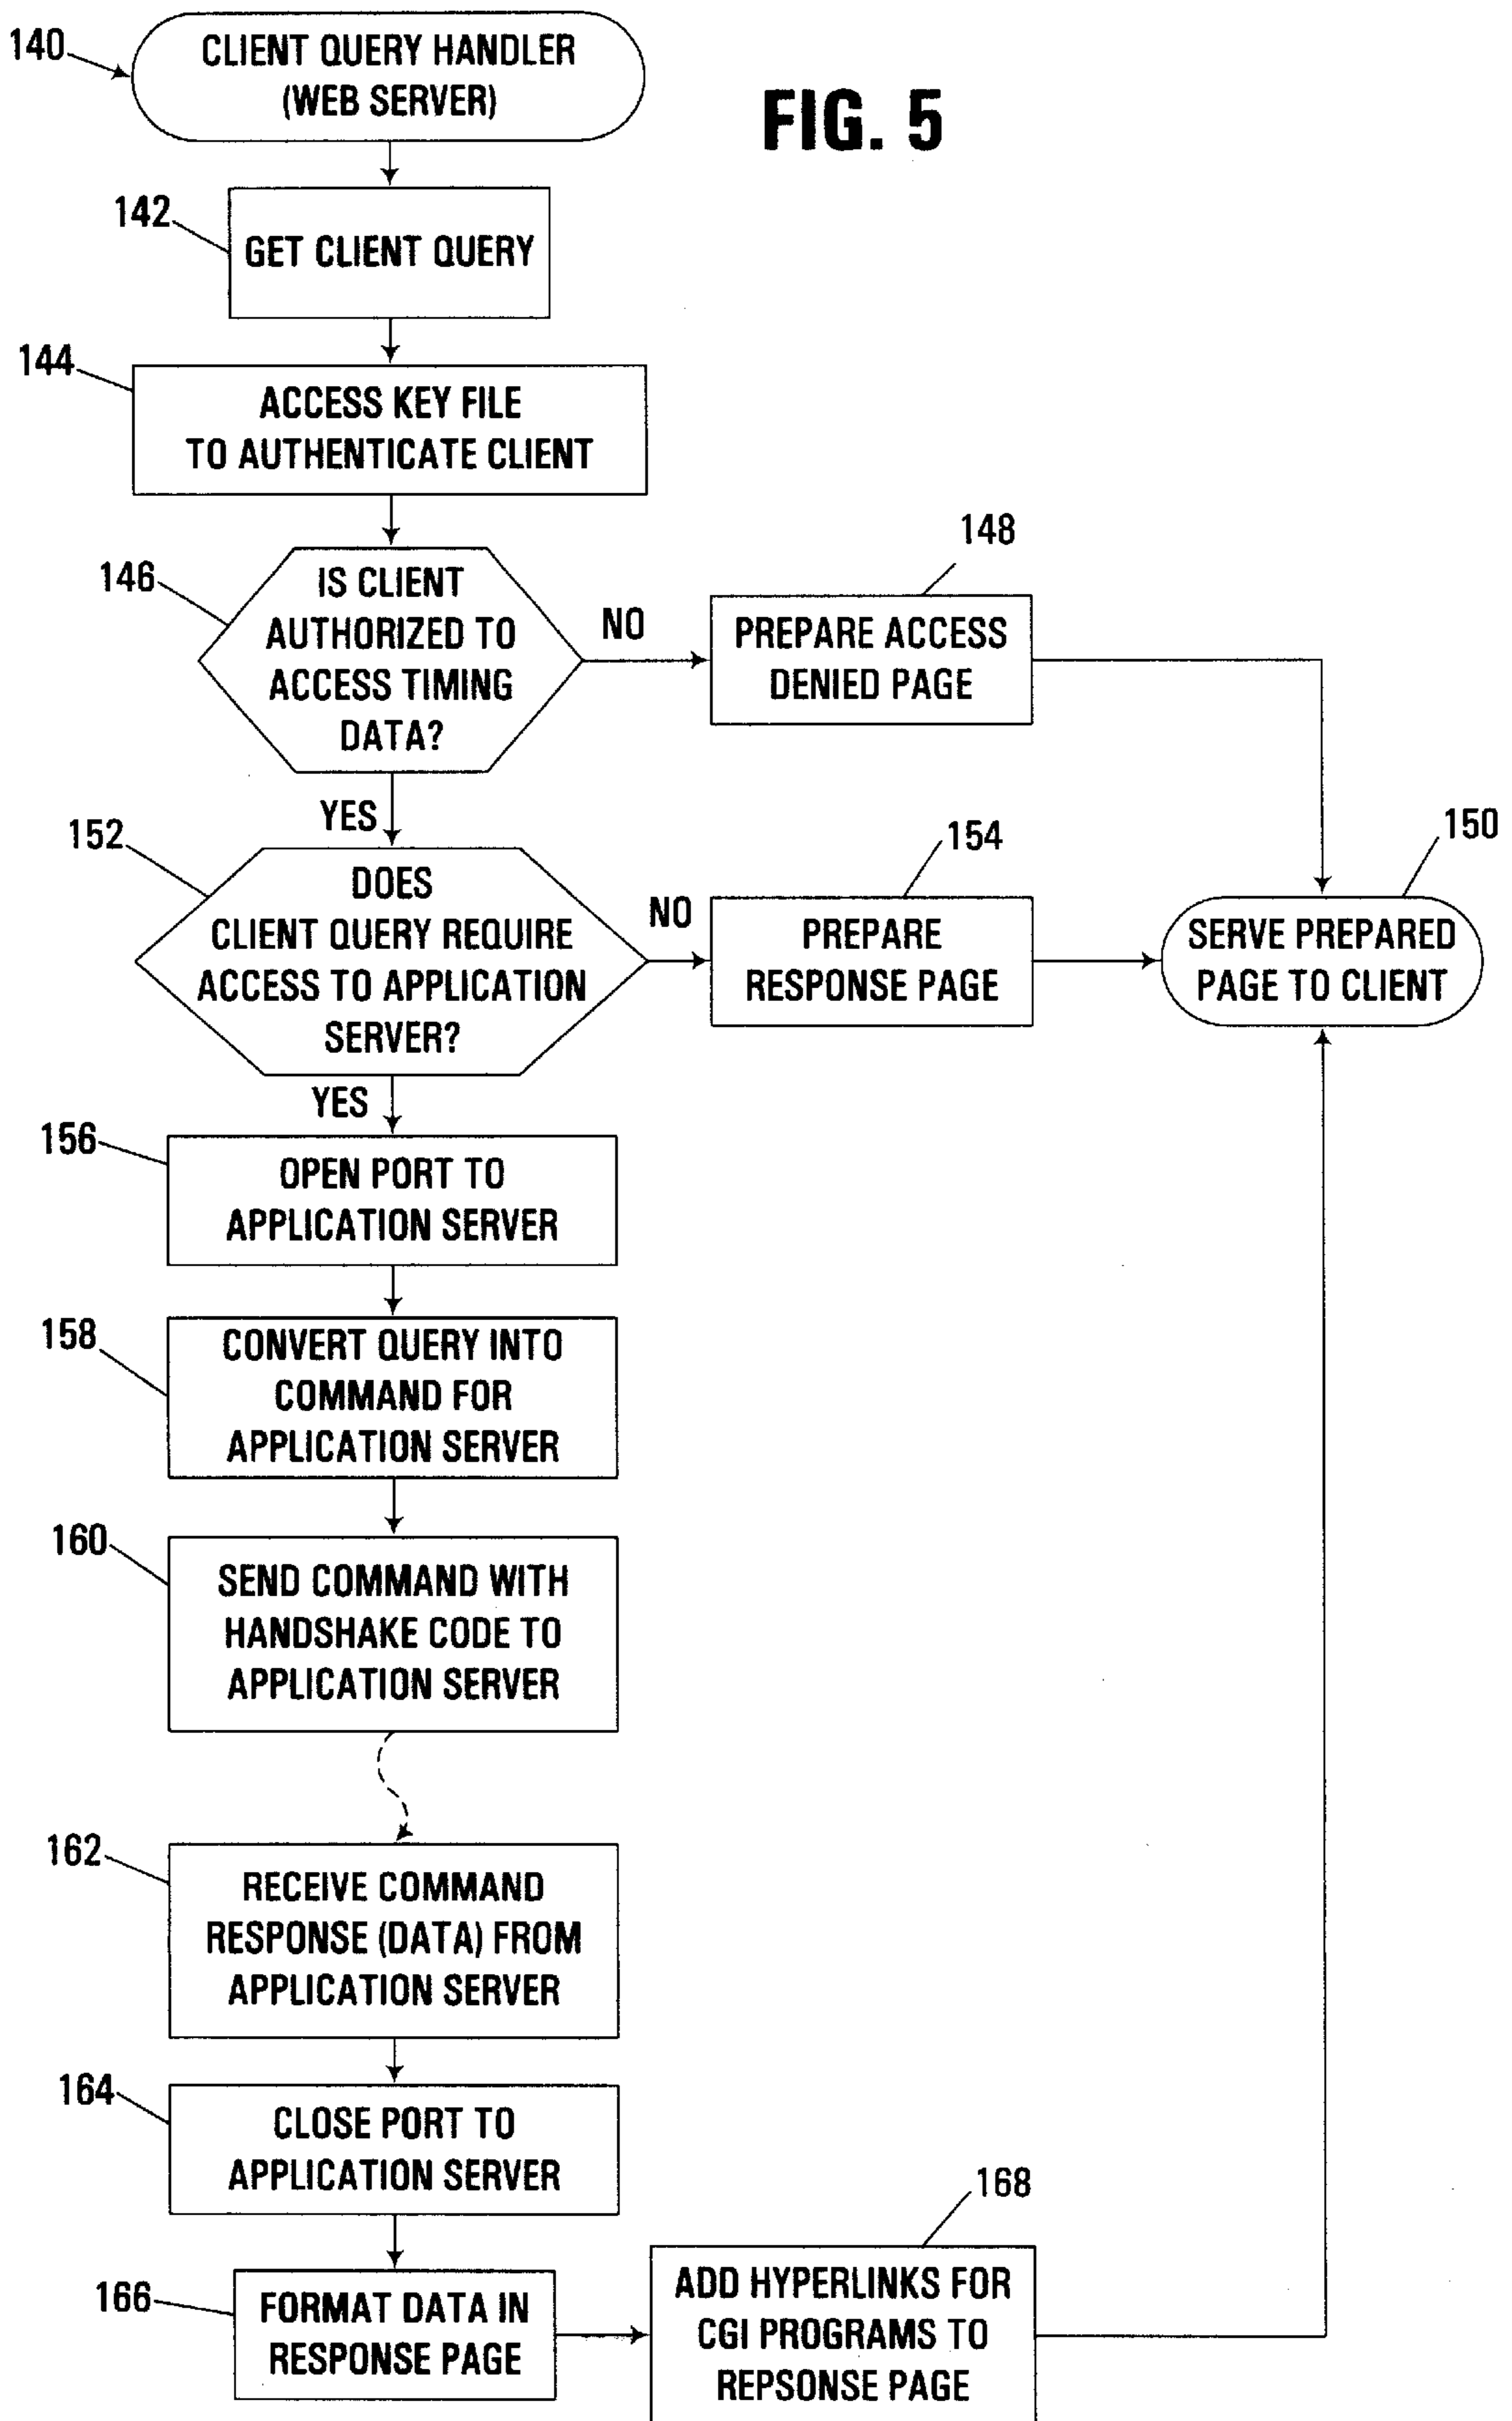 140
CLIENT QUERY HANDLER
(WEB SERVER)
FIG. 5
142
GET CLIENT QUERY
144
ACCESS KEY FILE
TO AUTHENTICATE CLIENT
146
IS CLIENT
AUTHORIZED TO
ACCESS TIMING
DATA?
NO
148
PREPARE ACCESS
DENIED PAGE
YES
152
DOES
CLIENT QUERY REQUIRE
ACCESS TO APPLICATION
SERVER?
NO
154
PREPARE
RESPONSE PAGE
150
SERVE PREPARED
PAGE TO CLIENT
YES
156
OPEN PORT TO
APPLICATION SERVER
158
CONVERT QUERY INTO
COMMAND FOR
APPLICATION SERVER
160
SEND COMMAND WITH
HANDSHAKE CODE TO
APPLICATION SERVER
162
RECEIVE COMMAND
RESPONSE (DATA) FROM
APPLICATION SERVER
164
CLOSE PORT TO
APPLICATION SERVER
166
FORMAT DATA IN
RESPONSE PAGE
168
ADD HYPERLINKS FOR
CGI PROGRAMS TO
REPSONSE PAGE